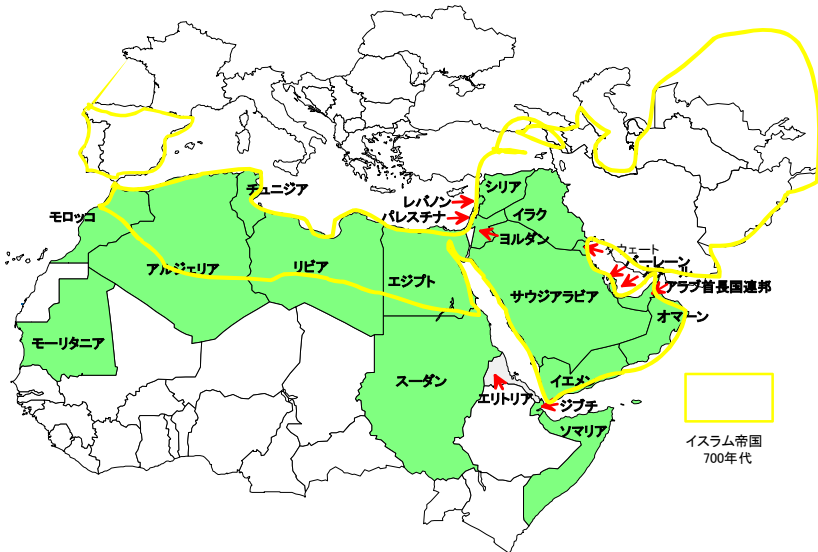 チュニジア
シリア
レバノン
パレスチナ
イラク
モロッコ
ヨルダン
バーレーン
アルジェリア
リビア
エジプト
サウジアラビア
アラブ首長国連邦
オマーン
モーリタニア
スーダン
イエメン
エリトリア
ジブチ
ソマリア
イスラム帝国
700年代